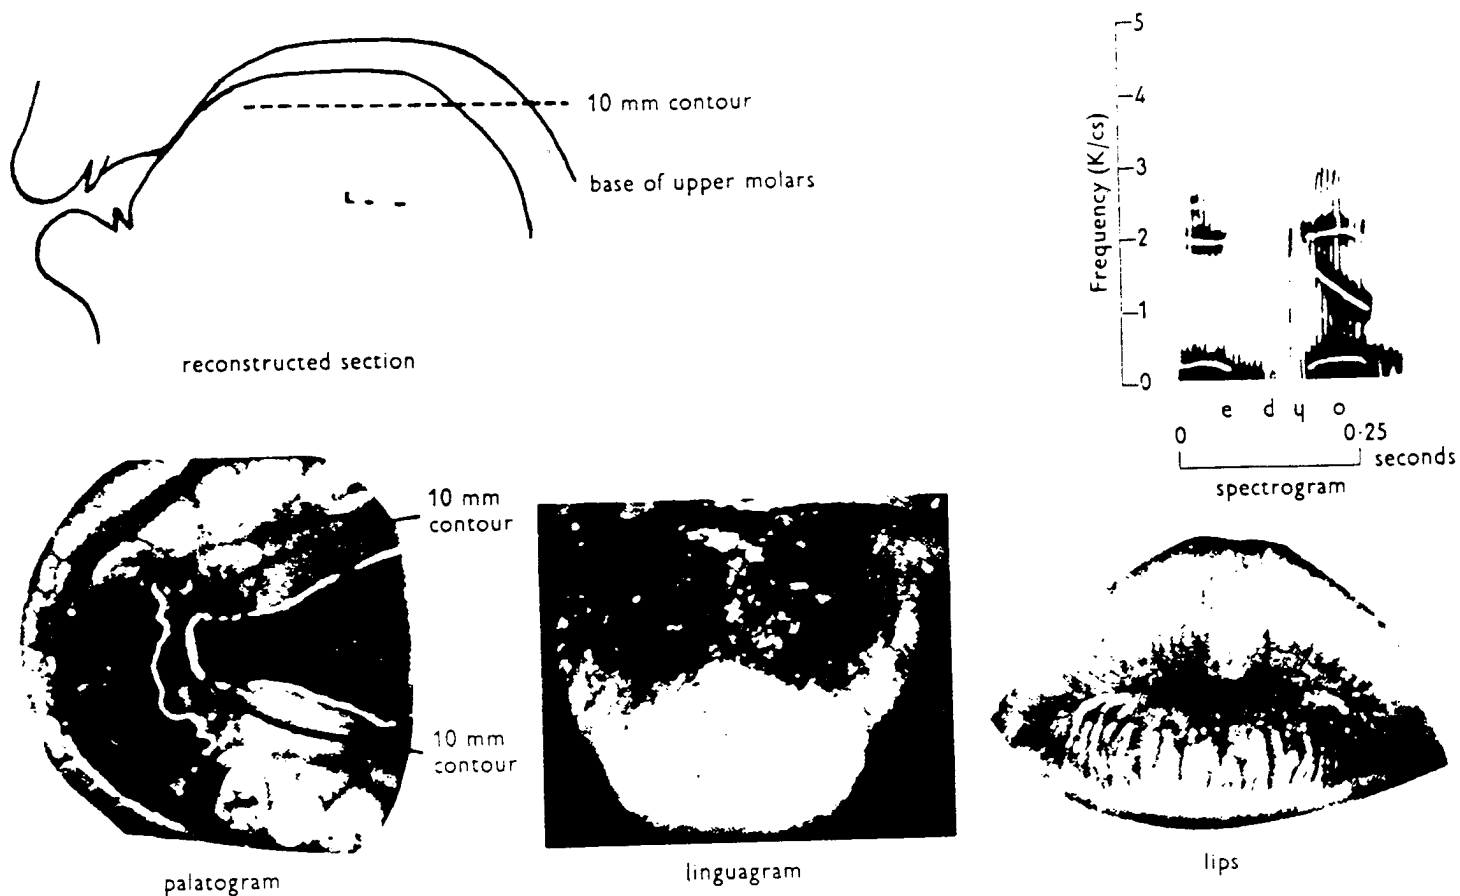 10 mm contour
base of upper molars
reconstructed section
Frequency (K/cs)
5
4
3
2
1
0
e d ɥ o
0 0·25
seconds
spectrogram
10 mm
contour
10 mm
contour
palatogram
linguagram
lips